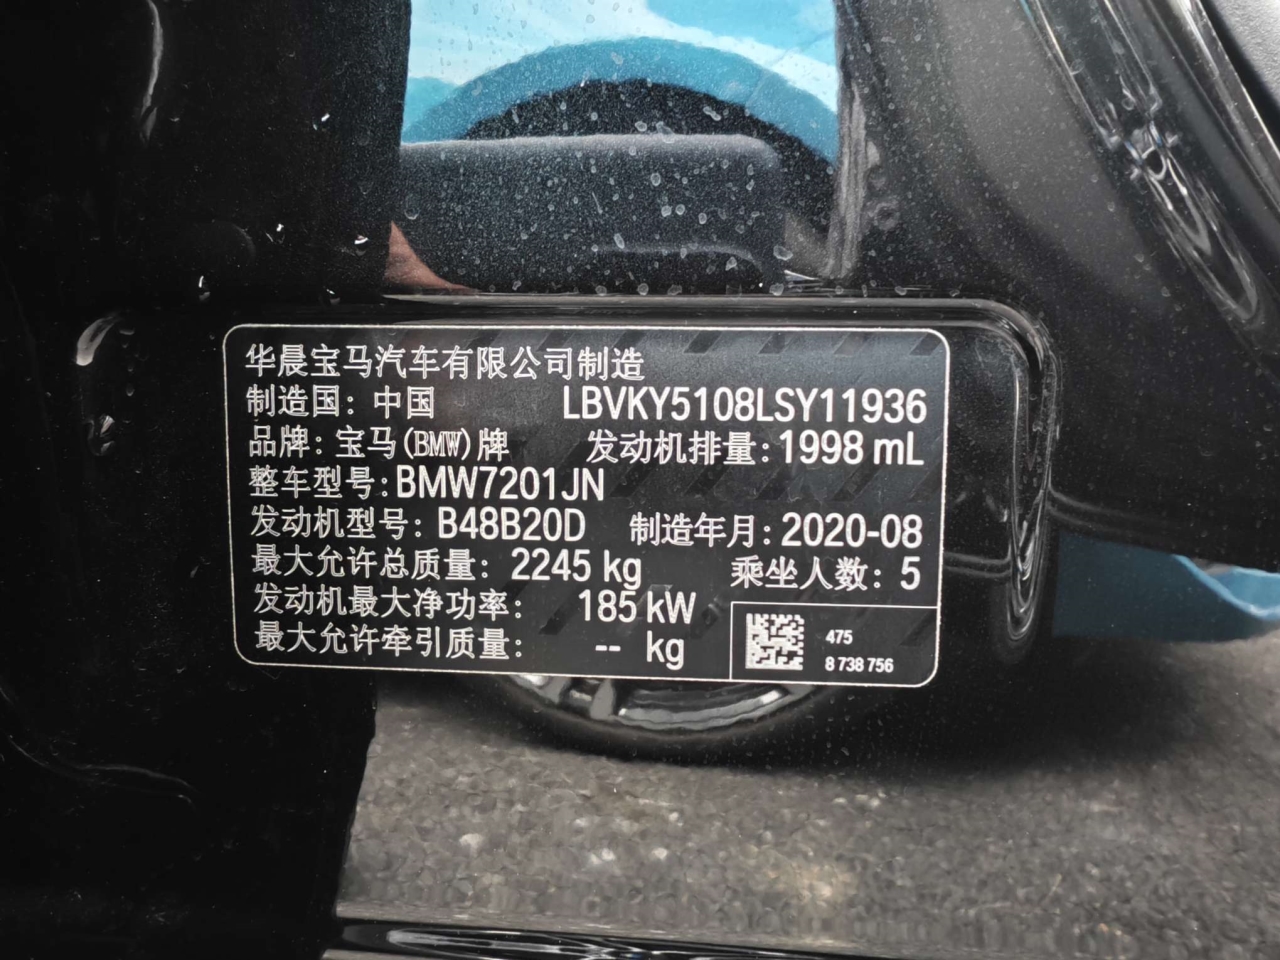 华晨宝马汽车有限公司制造
制造国：中国 LBVKY5108LSY11936
品牌：宝马(BMW)牌 发动机排量：1998 mL
整车型号：BMW7201JN
发动机型号：B48B20D 制造年月：2020-08
最大允许总质量：2245 kg 乘坐人数：5
发动机最大净功率：185 kW
最大允许牵引质量：-- kg
475
8 738 756